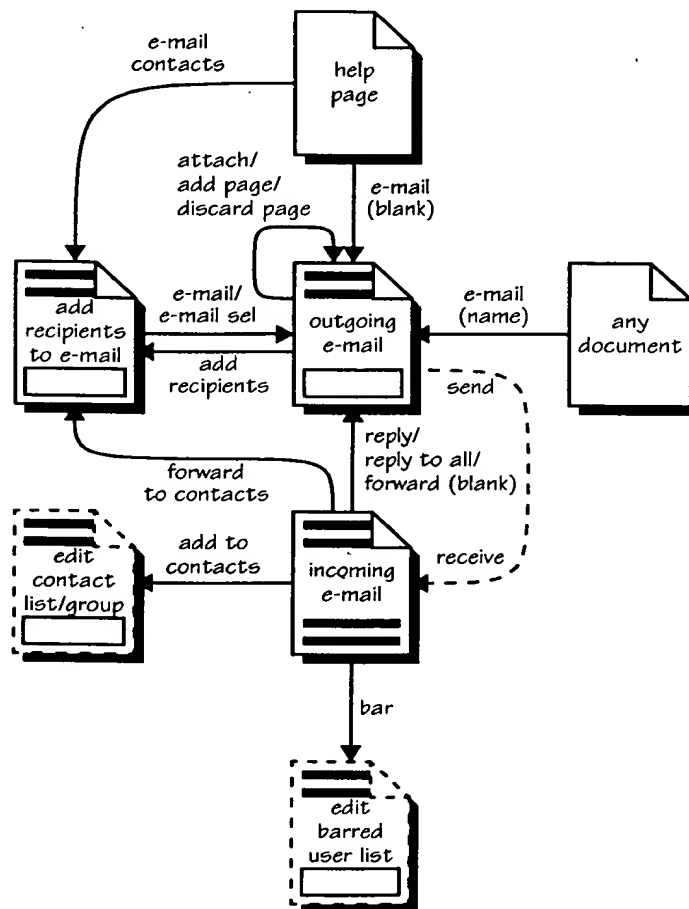 e-mail
contacts
help
page
attach/
add page/
discard page
e-mail
(blank)
add
recipients
to e-mail
e-mail/
e-mail sel
add
recipients
outgoing
e-mail
e-mail
(name)
any
document
send
reply/
reply to all/
forward (blank)
forward
to contacts
edit
contact
list/group
add to
contacts
incoming
e-mail
receive
bar
edit
barred
user list